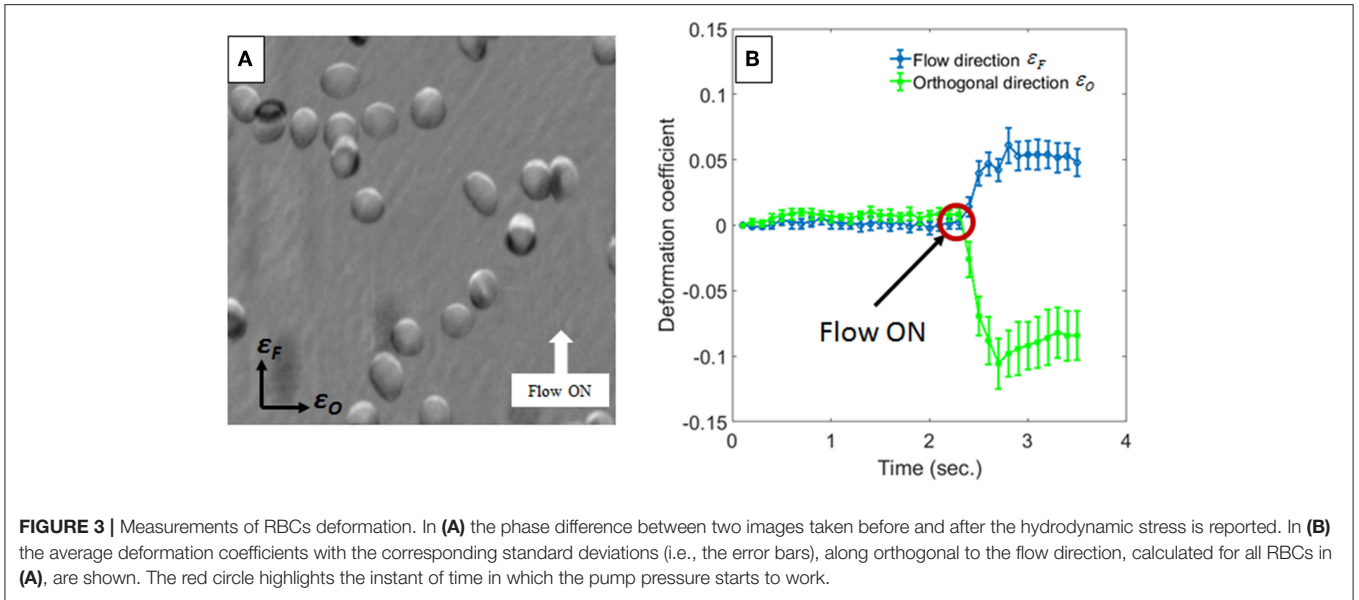 A
εF
εO
Flow ON
B
Flow direction εF
Orthogonal direction εO
0.15
0.1
0.05
0
-0.05
-0.1
-0.15
Deformation coefficient
Flow ON
0 1 2 3 4
Time (sec.)
FIGURE 3 | Measurements of RBCs deformation. In (A) the phase difference between two images taken before and after the hydrodynamic stress is reported. In (B)
the average deformation coefficients with the corresponding standard deviations (i.e., the error bars), along orthogonal to the flow direction, calculated for all RBCs in
(A), are shown. The red circle highlights the instant of time in which the pump pressure starts to work.